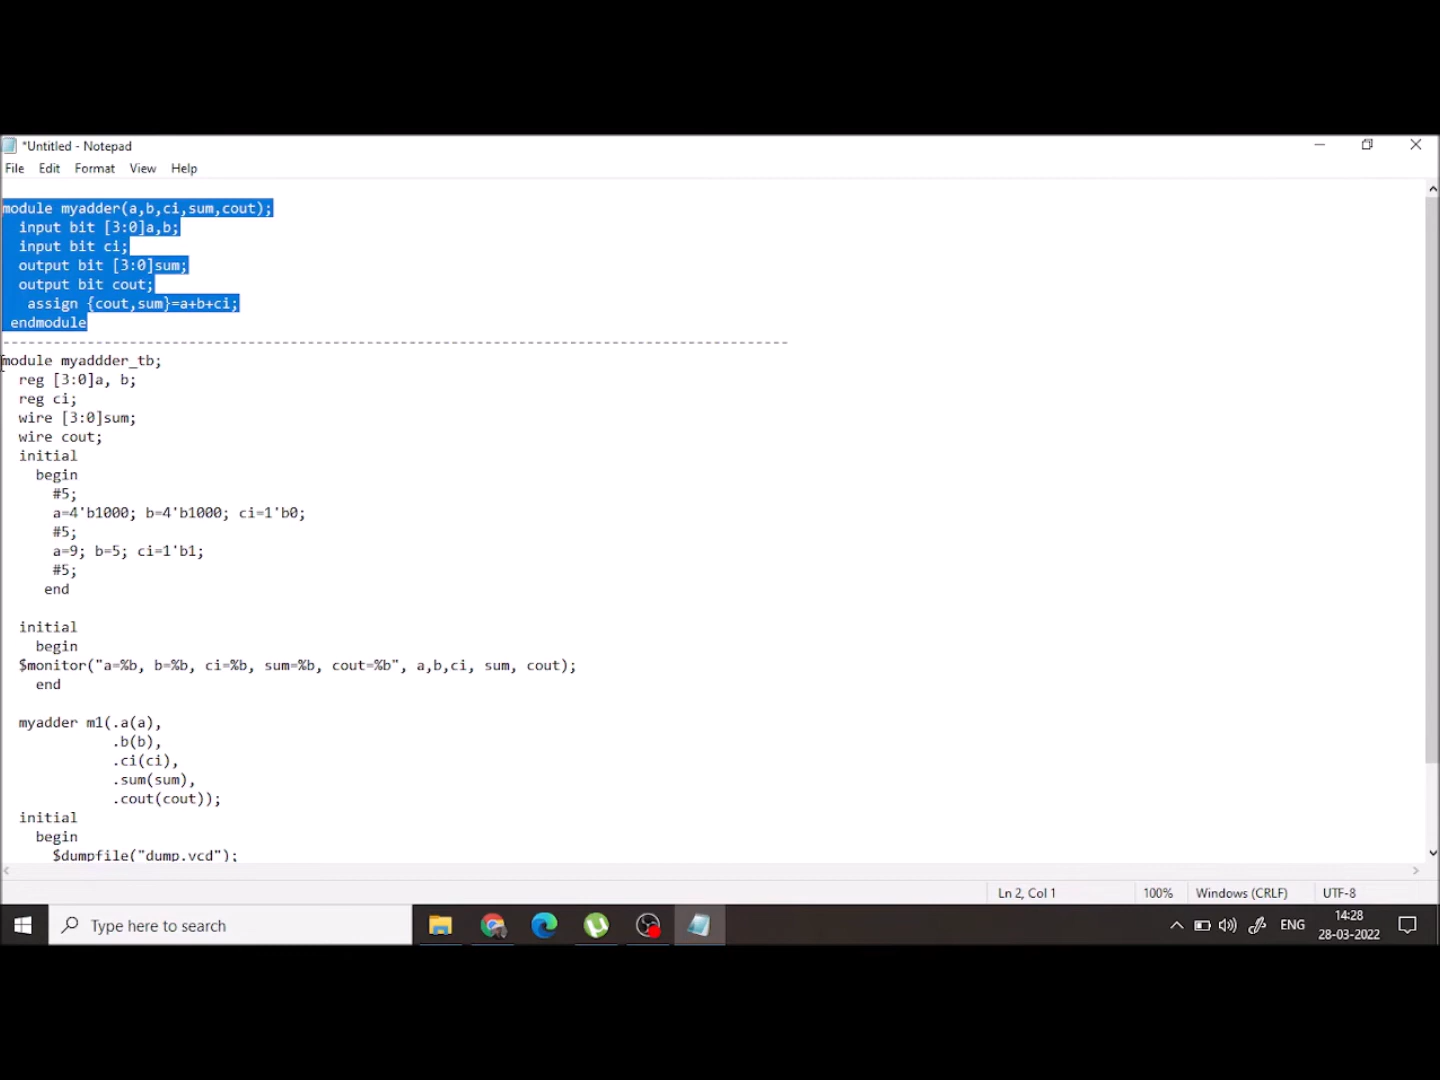 *Untitled - Notepad
File Edit Format View Help
module myadder(a,b,ci,sum,cout);
input bit [3:0]a,b;
input bit ci;
output bit [3:0]sum;
output bit cout;
assign {cout,sum}=a+b+ci;
endmodule
--------------------------------------------------------------------------------------------
module myaddder_tb;
reg [3:0]a, b;
reg ci;
wire [3:0]sum;
wire cout;
initial
begin
#5;
a=4'b1000; b=4'b1000; ci=1'b0;
#5;
a=9; b=5; ci=1'b1;
#5;
end
initial
begin
$monitor("a=%b, b=%b, ci=%b, sum=%b, cout=%b", a,b,ci, sum, cout);
end
myadder m1(.a(a),
.b(b),
.ci(ci),
.sum(sum),
.cout(cout));
initial
begin
$dumpfile("dump.vcd");
Ln 2, Col 1 100% Windows (CRLF) UTF-8
Type here to search ENG 14:28
28-03-2022